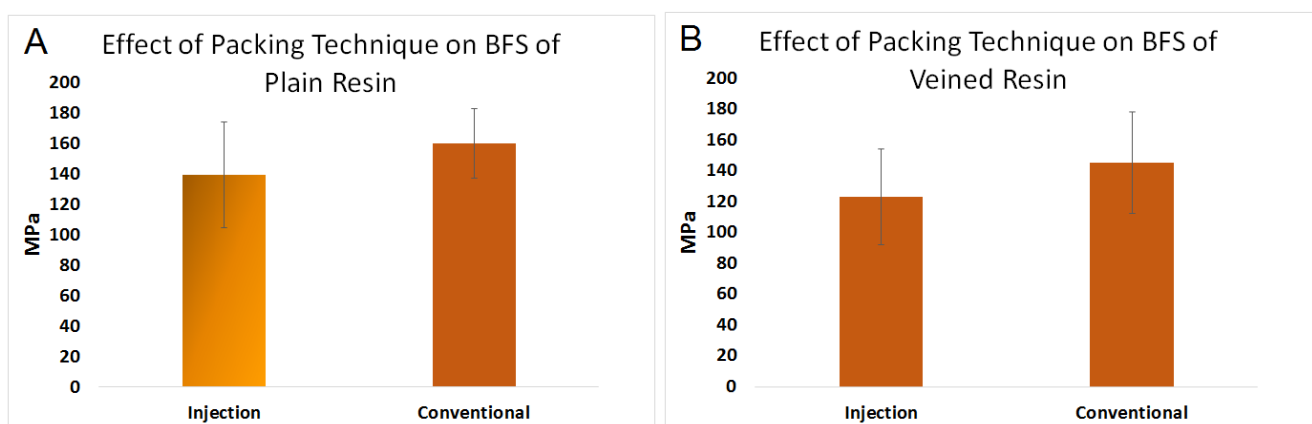 A
Effect of Packing Technique on BFS of
Plain Resin
200
180
160
140
120
100
80
60
40
20
0
MPa
Injection
Conventional
B
Effect of Packing Technique on BFS of
Veined Resin
200
180
160
140
120
100
80
60
40
20
0
MPa
Injection
Conventional